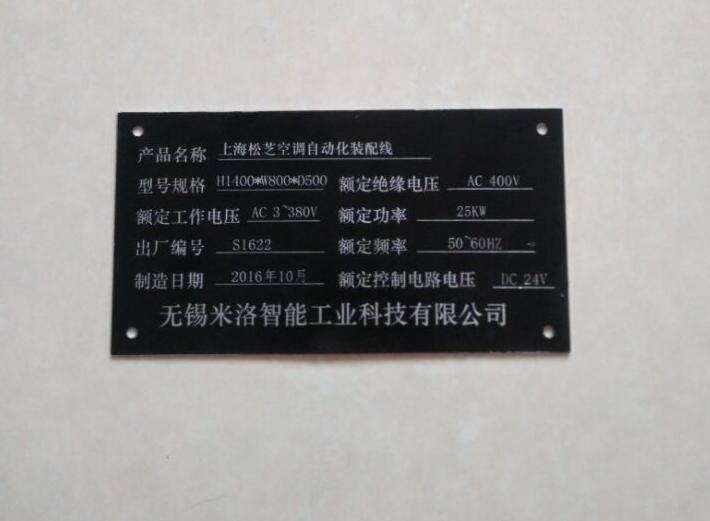 产品名称 上海松芝空调自动化装配线
型号规格 H1400*W800*D500 额定绝缘电压 AC 400V
额定工作电压 AC 3~380V 额定功率 25KW
出厂编号 S1622 额定频率 50~60HZ
制造日期 2016年10月 额定控制电路电压 DC 24V
无锡米洛智能工业科技有限公司